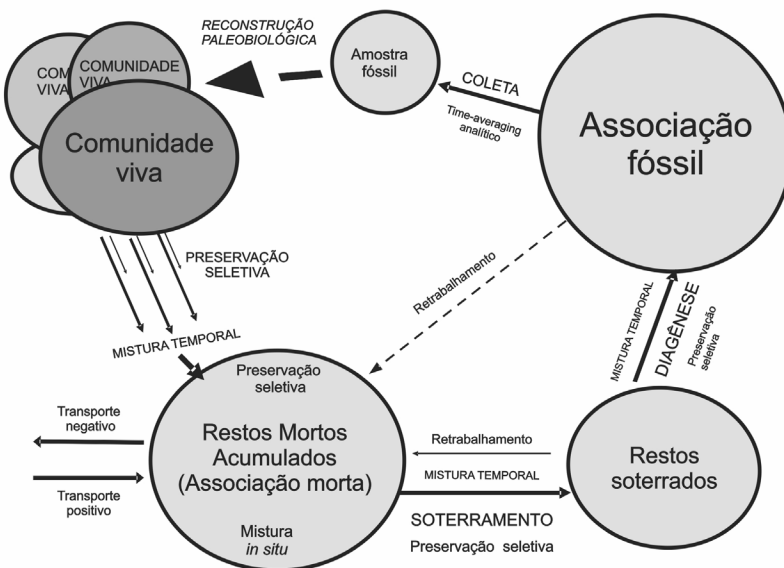 RECONSTRUÇÃO
PALEOBIOLÓGICA
Amostra
fóssil
COLETA
Time-averaging
analítico
Associação
fóssil
COM
VIVA
COMUNIDADE
VIVA
Comunidade
viva
PRESERVAÇÃO
SELETIVA
MISTURA TEMPORAL
Retrabalhamento
MISTURA TEMPORAL
DIAGÊNESE
Preservação
seletiva
Preservação
seletiva
Restos Mortos
Acumulados
(Associação morta)
Mistura
in situ
Transporte
negativo
Transporte
positivo
Retrabalhamento
MISTURA TEMPORAL
SOTERRAMENTO
Preservação seletiva
Restos
soterrados